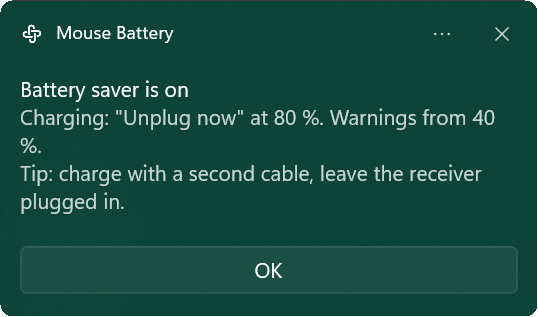 Mouse Battery
Battery saver is on
Charging: "Unplug now" at 80 %. Warnings from 40
%.
Tip: charge with a second cable, leave the receiver
plugged in.
OK